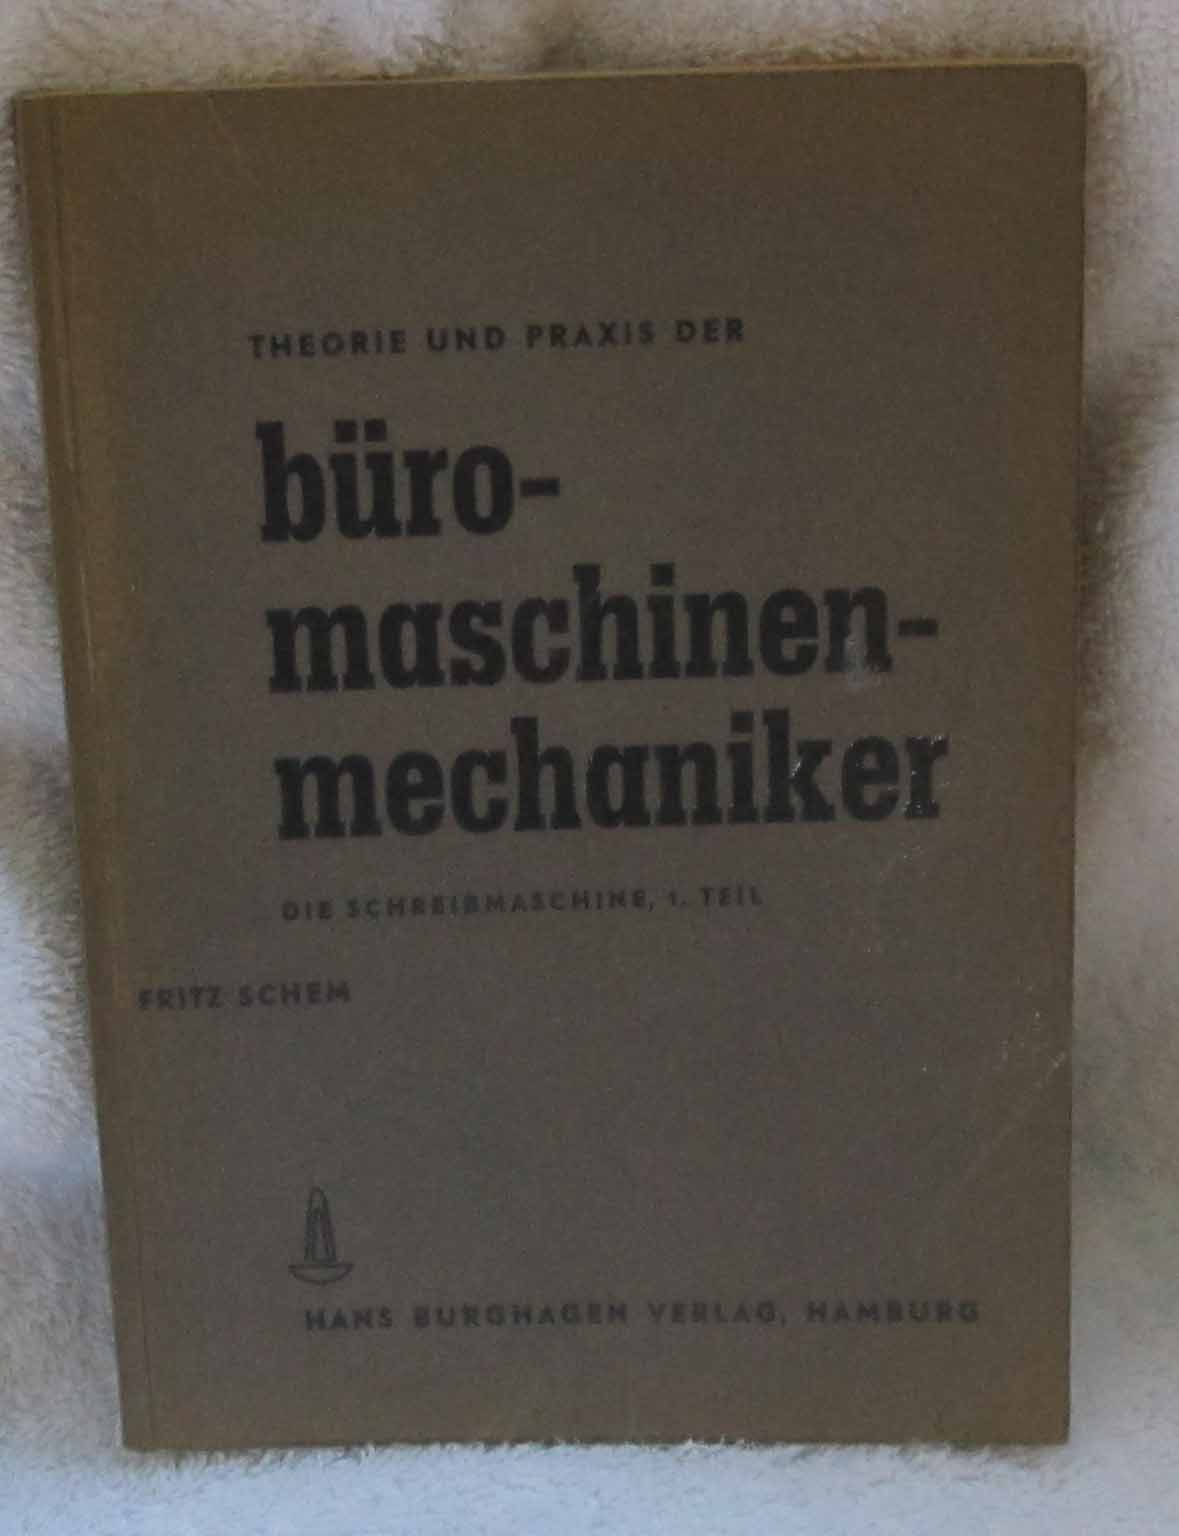 THEORIE UND PRAXIS DER
büro-
maschinen-
mechaniker
DIE SCHREIBMASCHINE, 1. TEIL
FRITZ SCHEM
HANS BURGHAGEN VERLAG, HAMBURG